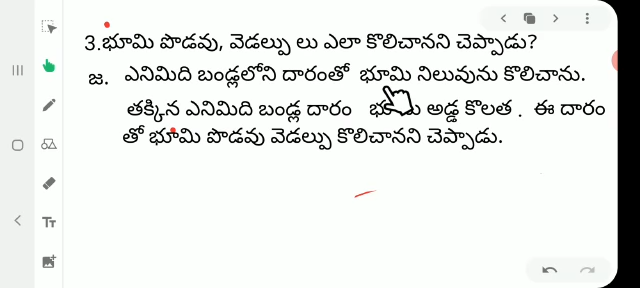 3.భూమి పొడవు, వెడల్పు లు ఎలా కొలిచానని చెప్పాడు?
జ. ఎనిమిది బండ్లలోని దారంతో భూమి నిలువును కొలిచాను.
తక్కిన ఎనిమిది బండ్ల దారం అడ్డ కొలత . ఈ దారం
తో భూమి పొడవు వెడల్పు కొలిచానని చెప్పాడు.